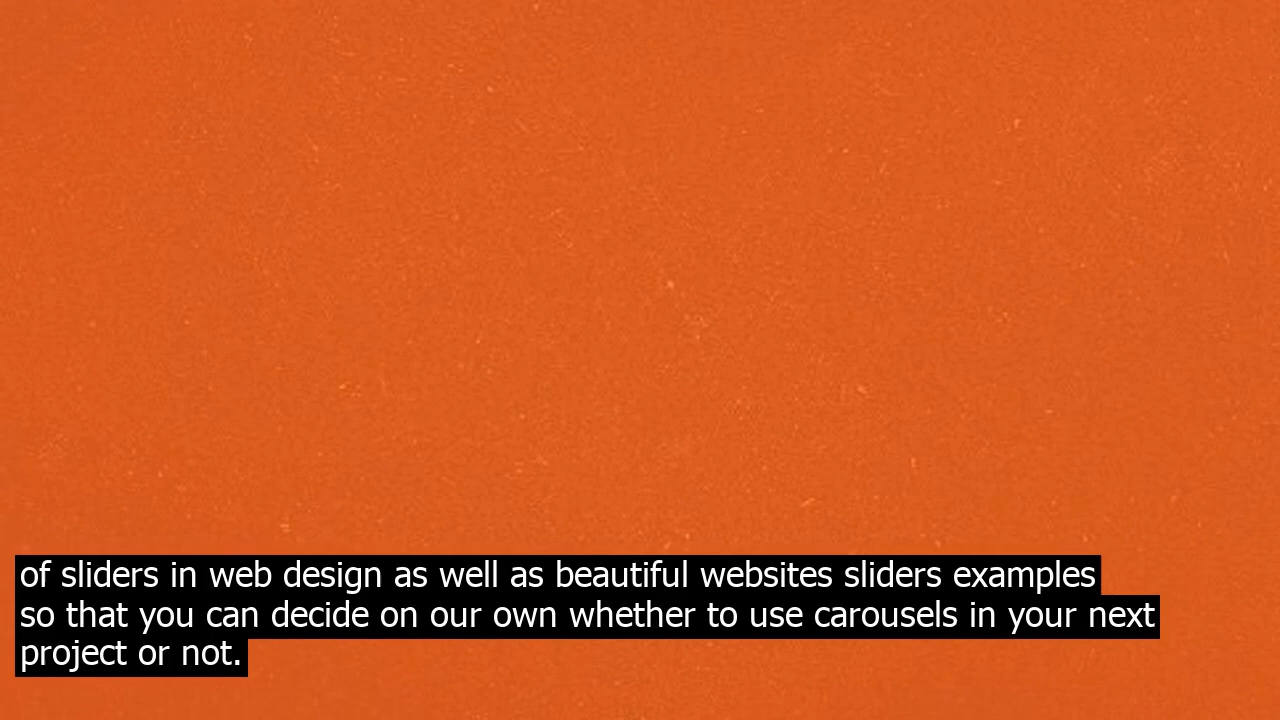 of sliders in web design as well as beautiful websites sliders examples
so that you can decide on our own whether to use carousels in your next
project or not.